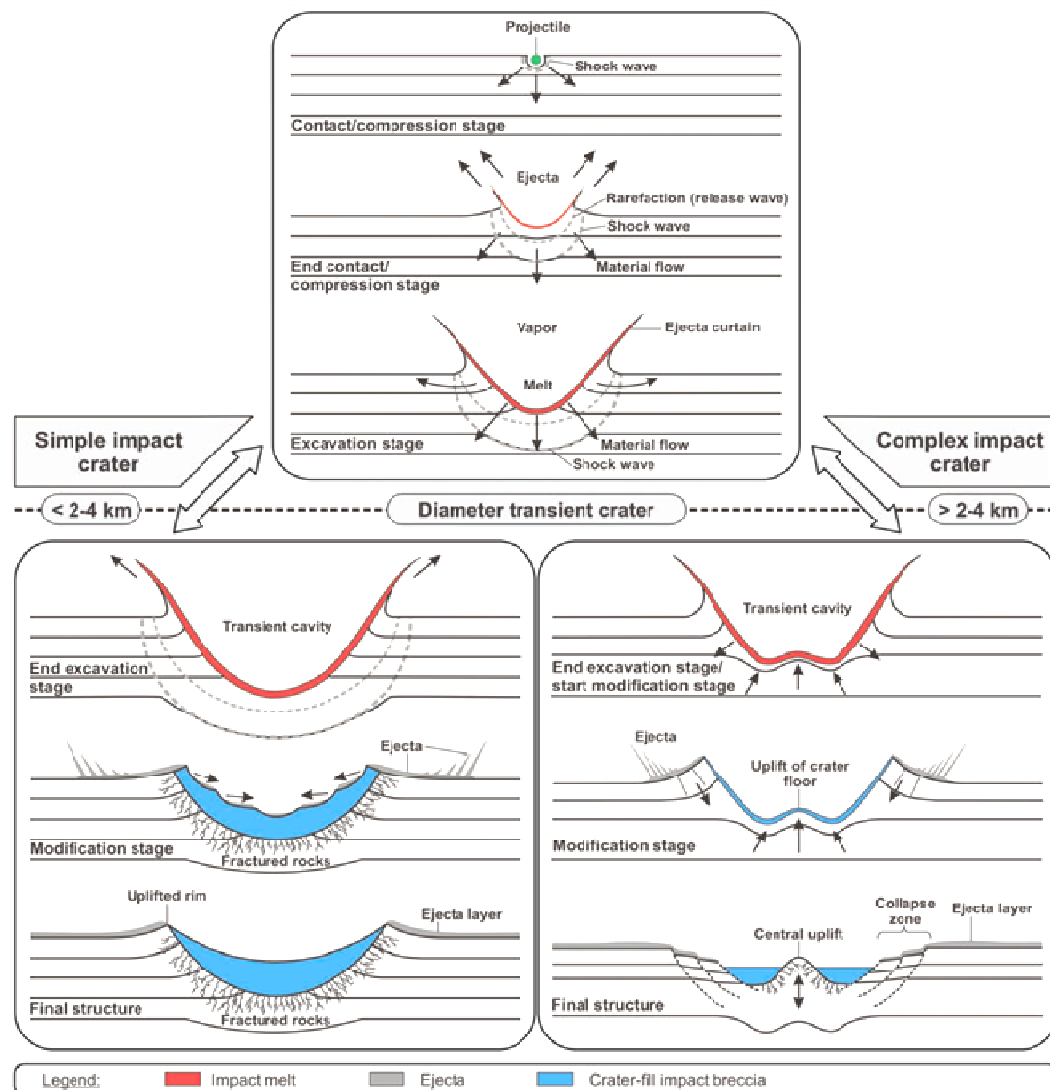 Projectile
Shock wave
Contact/compression stage
Ejecta
Rarefaction (release wave)
Shock wave
End contact/
compression stage
Material flow
Vapor
Ejecta curtain
Melt
Excavation stage
Material flow
Shock wave
Simple impact
crater
Complex impact
crater
< 2-4 km
Diameter transient crater
> 2-4 km
Transient cavity
End excavation
stage
Ejecta
Modification stage
Fractured rocks
Uplifted rim
Ejecta layer
Final structure
Fractured rocks
Transient cavity
End excavation stage/
start modification stage
Ejecta
Uplift of crater
floor
Modification stage
Collapse
zone
Ejecta layer
Central uplift
Final structure
Legend:
Impact melt
Ejecta
Crater-fill impact breccia